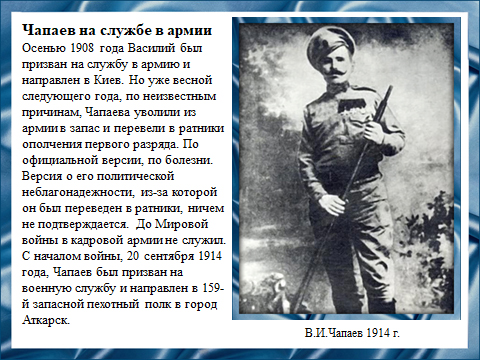 Чапаев на службе в армии
Осенью 1908 года Василий был
призван на службу в армию и
направлен в Киев. Но уже весной
следующего года, по неизвестным
причинам, Чапаева уволили из
армии в запас и перевели в ратники
ополчения первого разряда. По
официальной версии, по болезни.
Версия о его политической
неблагонадежности, из-за которой
он был переведен в ратники, ничем
не подтверждается. До Мировой
войны в кадровой армии не служил.
С началом войны, 20 сентября 1914
года, Чапаев был призван на
военную службу и направлен в 159-
й запасной пехотный полк в город
Аткарск.
В.И.Чапаев 1914 г.